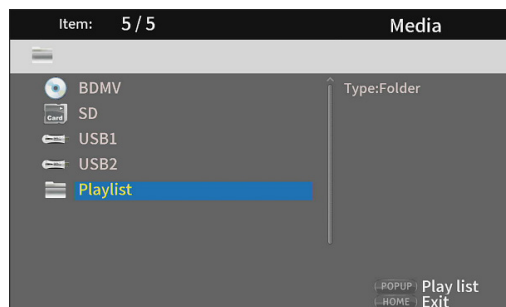 Item: 5/5 Media
BDMV
Type:Folder
Card SD
USB1
USB2
Playlist
POPUP Play list
HOME Exit